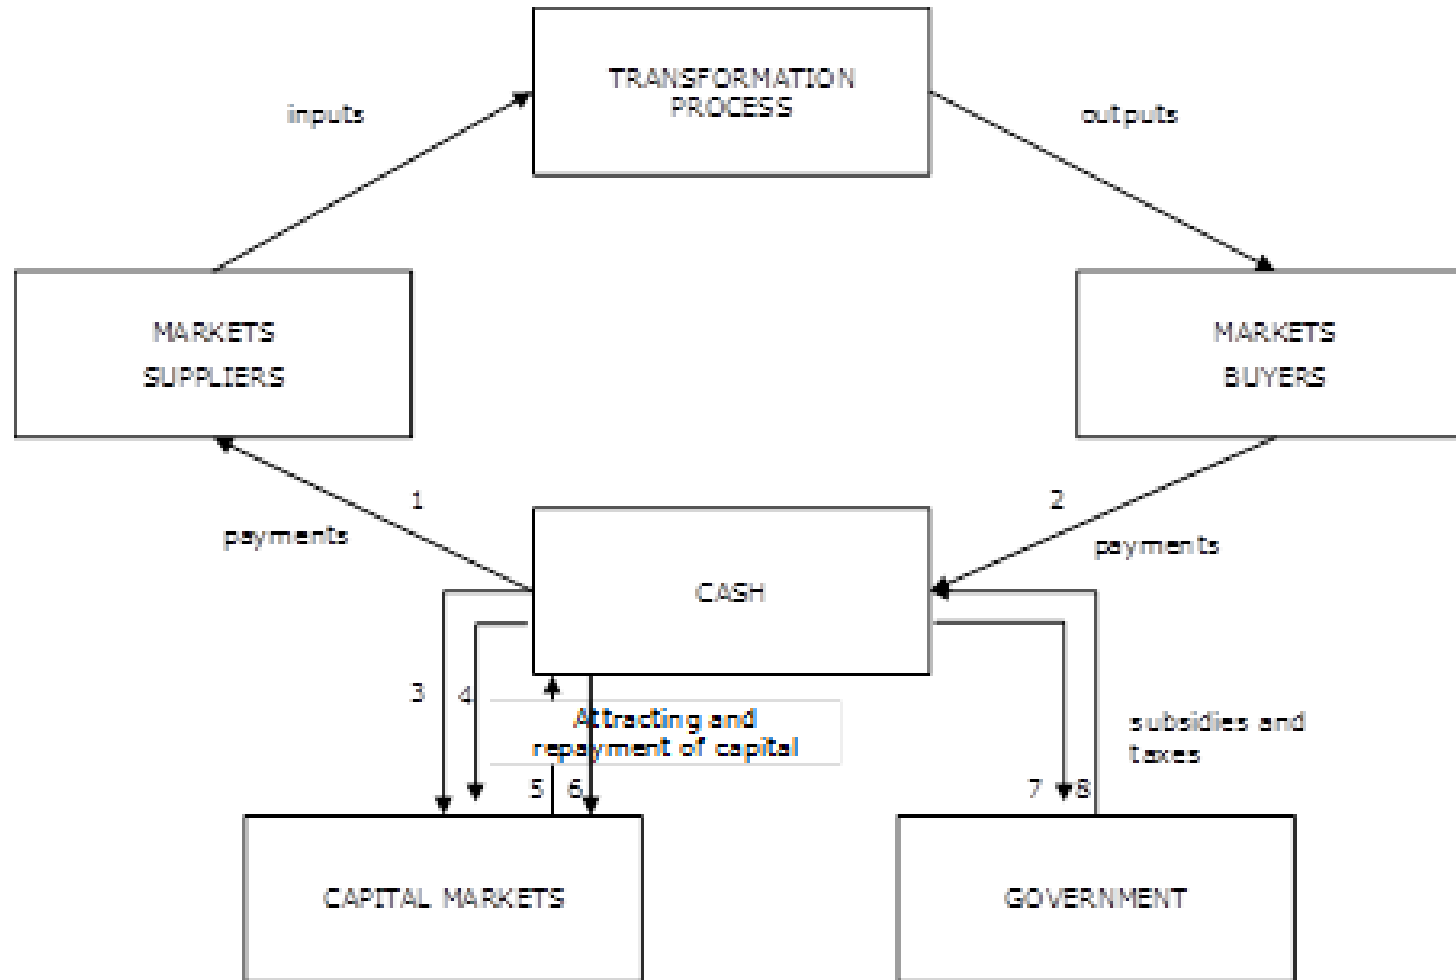 TRANSFORMATION
PROCESS
inputs
outputs
MARKETS
SUPPLIERS
MARKETS
BUYERS
1
payments
2
payments
CASH
3
4
Attracting and
repayment of capital
5
6
subsidies and
taxes
7
8
CAPITAL MARKETS
GOVERNMENT